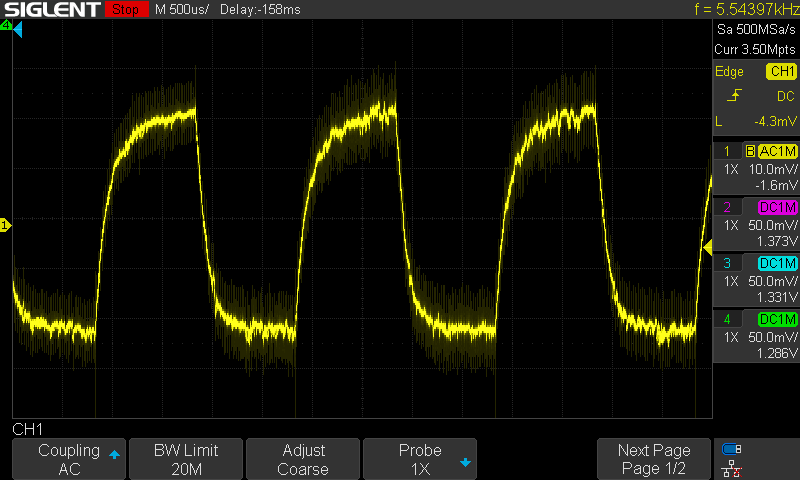 SIGLENT Stop M 500us/ Delay:-158ms f = 5.54397kHz
Sa 500MSa/s
Curr 3.50Mpts
Edge CH1
DC
L -4.3mV
1 B AC1M
1X 10.0mV/
-1.6mV
2 DC1M
1X 50.0mV/
1.373V
3 DC1M
1X 50.0mV/
1.331V
4 DC1M
1X 50.0mV/
1.286V
4
1
CH1
Coupling
AC
BW Limit
20M
Adjust
Coarse
Probe
1X
Next Page
Page 1/2